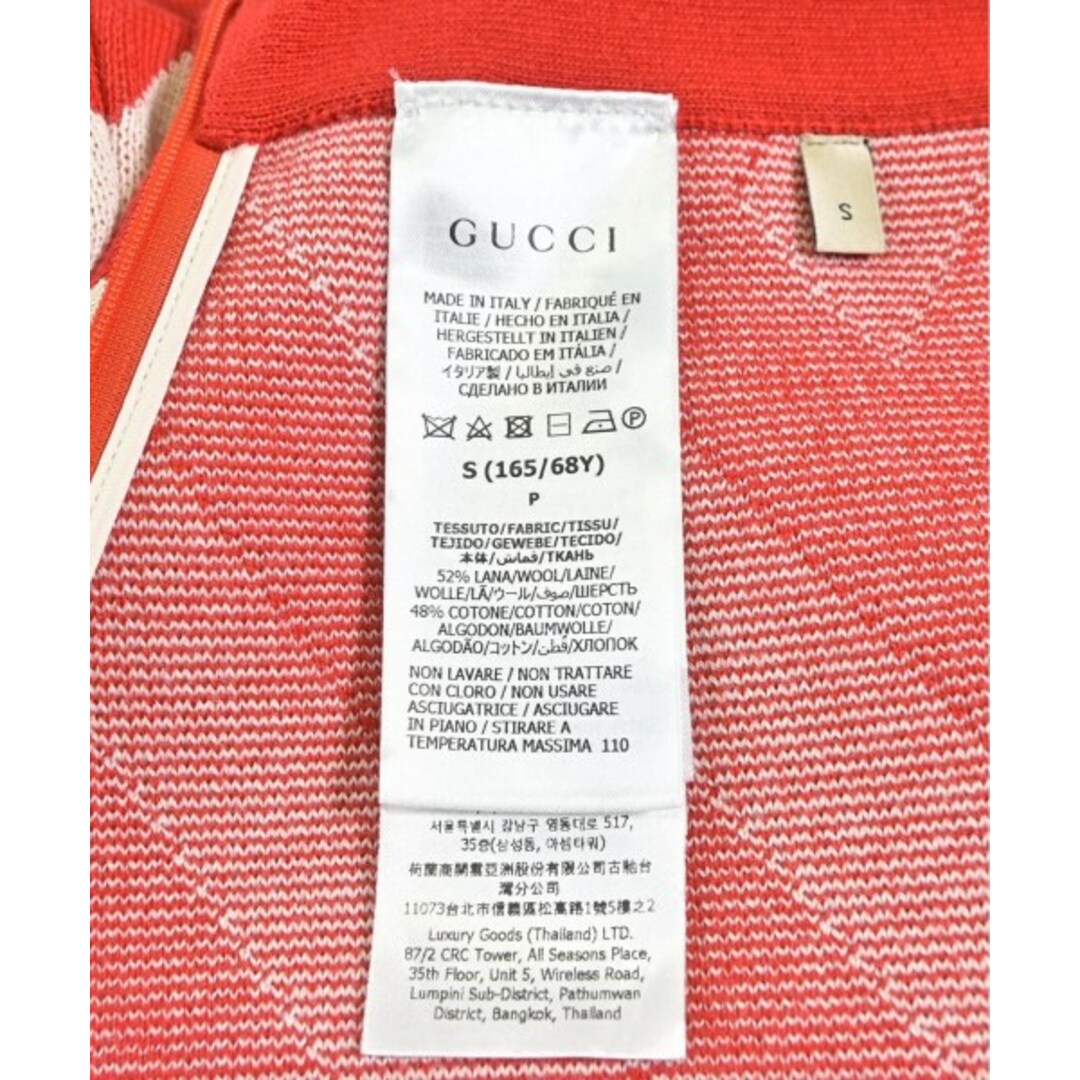 GUCCI
S
MADE IN ITALY / FABRIQUÉ EN
ITALIE / HECHO EN ITALIA /
HERGESTELLT IN ITALIEN /
FABRICADO EM ITÁLIA /
イタリア製 / صنع في إيطاليا /
СДЕЛАНО В ИТАЛИИ
P
S (165/68Y)
P
TESSUTO/FABRIC/TISSU/
TEJIDO/GEWEBE/TECIDO/
本体/قماش/ТКАНЬ
52% LANA/WOOL/LAINE/
WOLLE/LÃ/ウール/صوف/ШЕРСТЬ
48% COTONE/COTTON/COTON/
ALGODON/BAUMWOLLE/
ALGODÃO/コットン/قطن/ХЛОПОК
NON LAVARE / NON TRATTARE
CON CLORO / NON USARE
ASCIUGATRICE / ASCIUGARE
IN PIANO / STIRARE A
TEMPERATURA MASSIMA 110
서울특별시 강남구 영동대로 517,
35층(삼성동, 아셈타워)
荷蘭商開雲亞洲股份有限公司古馳台
灣分公司
11073台北市信義區松高路1號5樓之2
Luxury Goods (Thailand) LTD.
87/2 CRC Tower, All Seasons Place,
35th Floor, Unit 5, Wireless Road,
Lumpini Sub-District, Pathumwan
District, Bangkok, Thailand